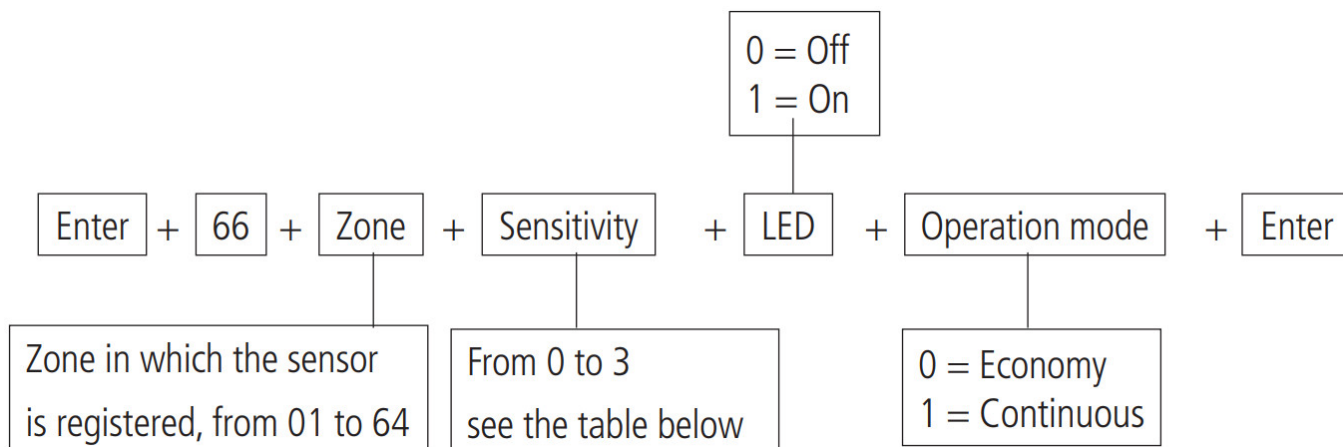 0 = Off
1 = On
Enter + 66 + Zone + Sensitivity + LED + Operation mode + Enter
Zone in which the sensor
is registered, from 01 to 64
From 0 to 3
see the table below
0 = Economy
1 = Continuous